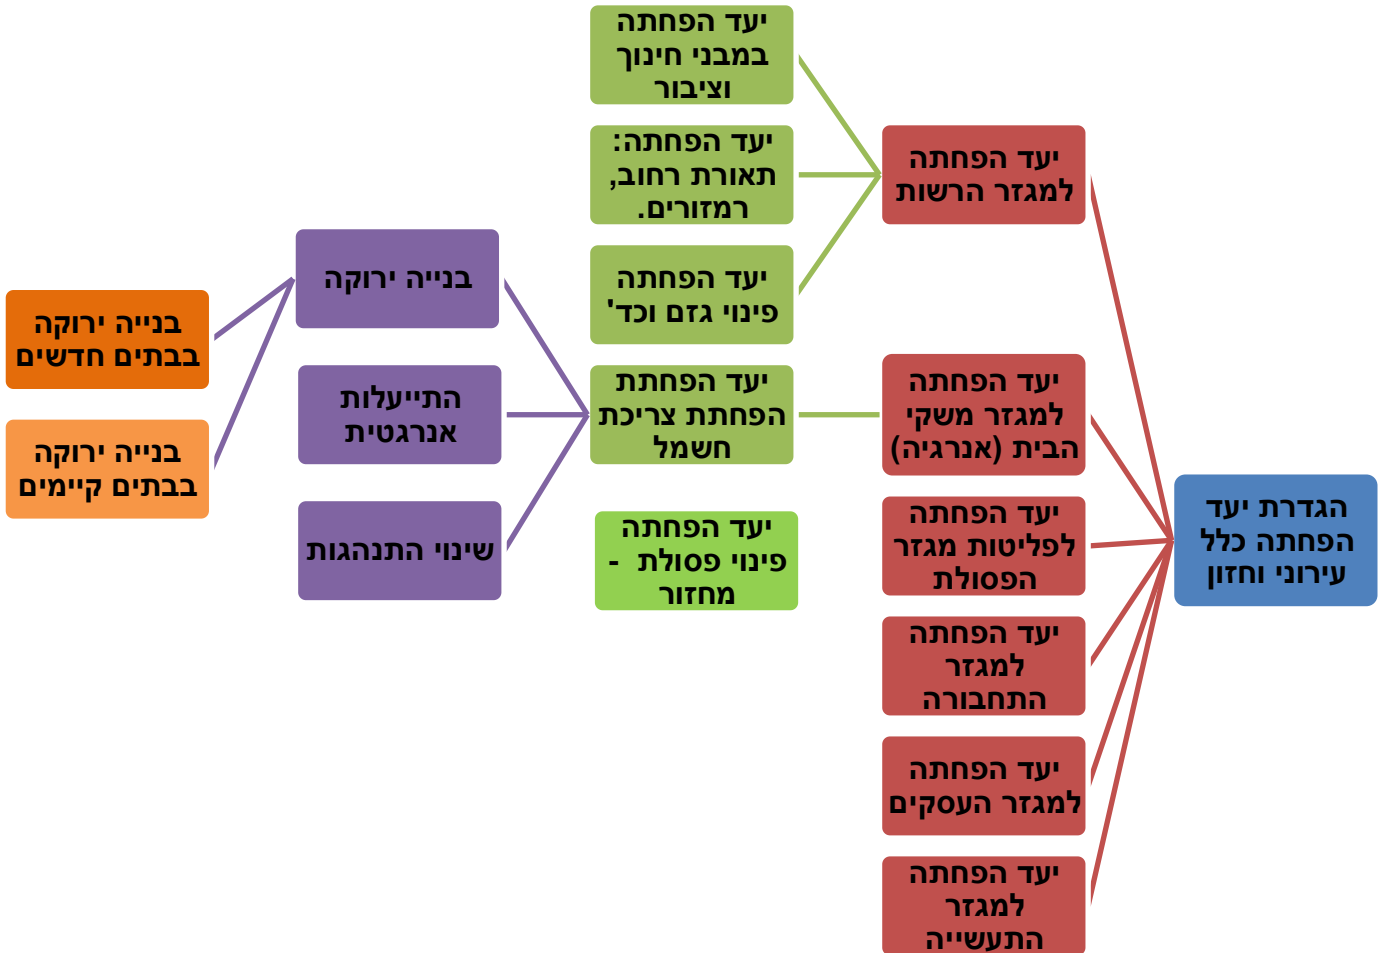 הגדרת יעד
הפחתה כלל
עירוני וחזון
יעד הפחתה
למגזר הרשות
יעד הפחתה
למגזר משקי
הבית (אנרגיה)
יעד הפחתה
לפליטות מגזר
הפסולת
יעד הפחתה
למגזר
התחבורה
יעד הפחתה
למגזר העסקים
יעד הפחתה
למגזר
התעשייה
יעד הפחתה
במבני חינוך
וציבור
יעד הפחתה:
תאורת רחוב,
רמזורים.
יעד הפחתה
פינוי גזם וכד'
יעד הפחתת
הפחתת צריכת
חשמל
יעד הפחתה
פינוי פסולת -
מחזור
בנייה ירוקה
התייעלות
אנרגטית
שינוי התנהגות
בנייה ירוקה
בבתים חדשים
בנייה ירוקה
בבתים קיימים